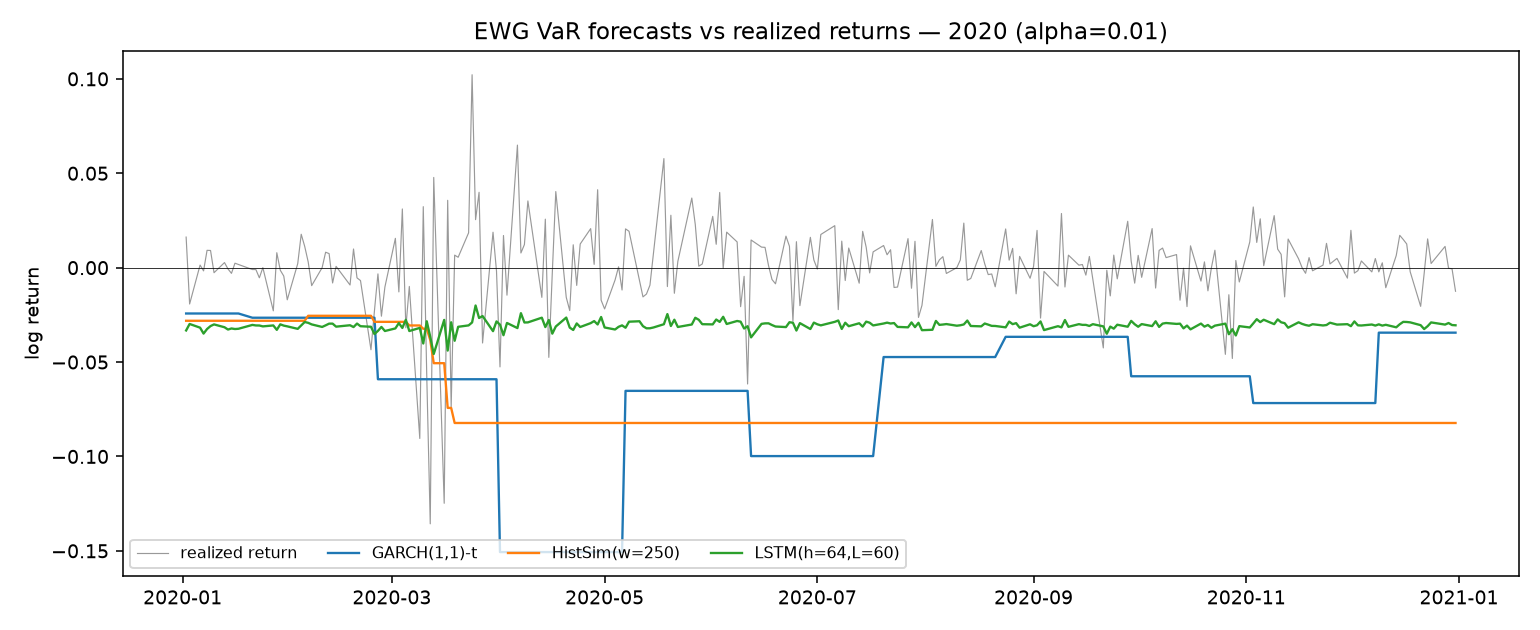 EWG VaR forecasts vs realized returns — 2020 (alpha=0.01)
log return
0.10
0.05
0.00
−0.05
−0.10
−0.15
realized return GARCH(1,1)-t HistSim(w=250) LSTM(h=64,L=60)
2020-01 2020-03 2020-05 2020-07 2020-09 2020-11 2021-01